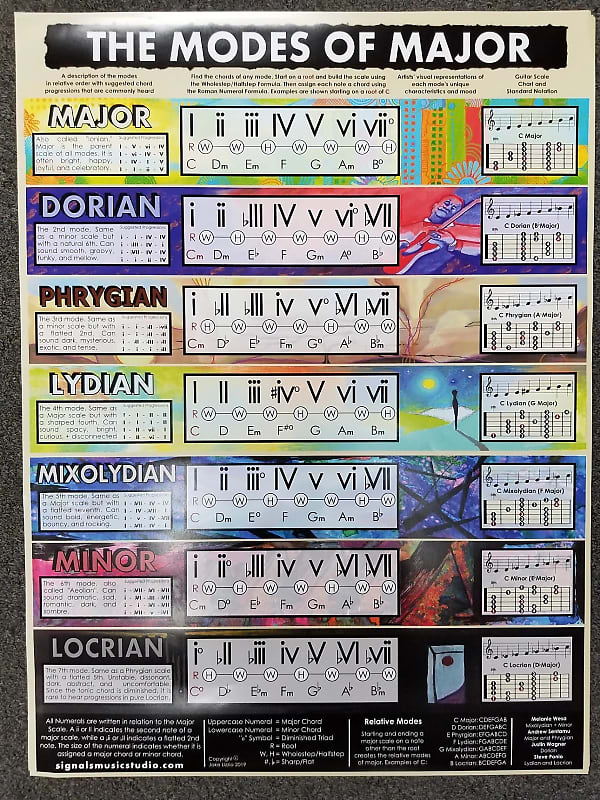 THE MODES OF MAJOR
A description of the modes
in relative order with suggested chord
progressions that are commonly heard
Find the chords of any mode. Start on a root and build the scale using
the Wholestep/Halfstep Formula. Then assign each note a chord using
the Roman Numeral Formula. Examples are shown starting on a root of C
Artists' visual representations of
each mode's unique
characteristics and mood
Guitar Scale
Chart and
Standard Notation
MAJOR
Also called "Ionian."
Major is the parent
scale of all modes. It is
often bright, happy,
joyful, and celebratory.
Suggested Progressions
I ii iii IV V vi vii°
R W W H W W W H
C Dm Em F G Am B°
C Major
DORIAN
The 2nd mode. Same
as a minor scale but
with a natural 6th. Can
sound smooth, groovy,
funky, and mellow.
Suggested Progressions
i ii ♭III IV V vi° ♭VII
R W H W W W H W
Cm Dm E♭ F Gm A° B♭
C Dorian (B♭Major)
PHRYGIAN
The 3rd mode. Same as
a minor scale but with
a flatted 2nd. Can
sound dark, mysterious,
exotic, and tense.
i ♭II ♭III iv v° ♭VI ♭vii
R H W W W H W W
Cm D♭ E♭ Fm G° A♭ B♭m
C Phrygian (A♭Major)
LYDIAN
The 4th mode. Same as
a Major scale but with
a sharped fourth. Can
sound spacy, bright,
curious, + disconnected
I II iii #iv° V vi vii
R W W W H W W H
C D Em F#° G Am Bm
C Lydian (G Major)
MIXOLYDIAN
The 5th mode. Same as
a Major scale but with
a flatted seventh. Can
sound bold, energetic,
bouncy, and rocking.
I ii iii° IV v vi ♭VII
R W W H W W H W
C Dm E° F Gm Am B♭
C Mixolydian (F Major)
MINOR
The 6th mode, also
called "Aeolian". Can
sound dramatic, sad,
romantic, dark, and
sombre.
i ii° ♭III iv v ♭VI ♭VII
R W H W W H W W
Cm D° E♭ Fm Gm A♭ B♭
C Minor (E♭Major)
LOCRIAN
The 7th mode. Same as a Phrygian scale
with a flatted 5th. Unstable, dissonant,
dark, abstract, and uncomfortable.
Since the tonic chord is diminished, it is
rare to hear progressions in pure Locrian.
i° ♭II ♭iii iv ♭V ♭VI ♭vii
R H W W H W W W
C° D♭ E♭m Fm G♭ A♭ B♭m
C Locrian (D♭Major)
All Numerals are written in relation to the Major
Scale. A ii or II indicates the second note of a
major scale, while a ♭ii or ♭II indicates a flatted 2nd
note. The size of the numeral indicates whether it is
assigned a major chord or minor chord.
signalsmusicstudio.com
Uppercase Numeral = Major Chord
Lowercase Numeral = Minor Chord
"o" Symbol = Diminished Triad
R = Root
W, H = Wholestep/Halfstep
#, ♭ = Sharp/Flat
Copyright ©
Jake Lizzio 2019
Relative Modes
Starting and ending a
major scale on a note
other than the root
creates the relative modes
of major. Examples of C:
C Major: CDEFGAB
D Dorian: DEFGABC
E Phrygian: EFGABCD
F Lydian: FGABCDE
G Mixolydian: GABCDEF
A Minor: ABCDEFG
B Locrian: BCDEFGA
Melanie Wesa
Mixolydian + Minor
Andrew Lentamu
Major and Phrygian
Justin Wagner
Dorian
Steve Ponio
Lydian and Locrian